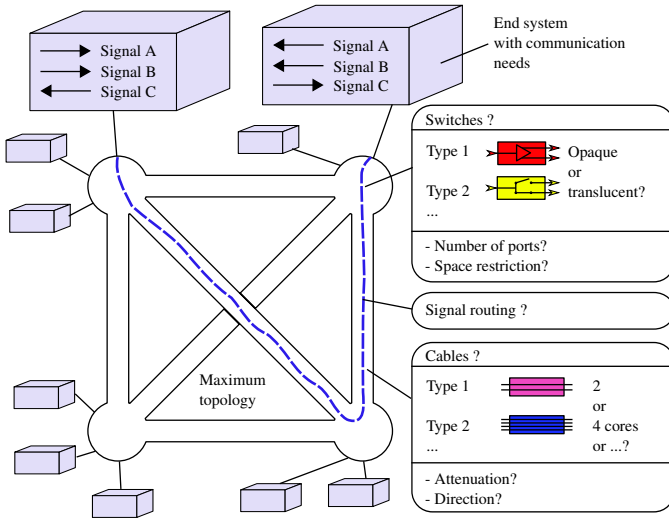 Signal A
Signal B
Signal C
Signal A
Signal B
Signal C
End system
with communication
needs
Switches ?
Type 1
Opaque
or
Type 2
translucent?
...
- Number of ports?
- Space restriction?
Signal routing ?
Maximum
topology
Cables ?
Type 1
2
or
Type 2
4 cores
...
or ...?
- Attenuation?
- Direction?